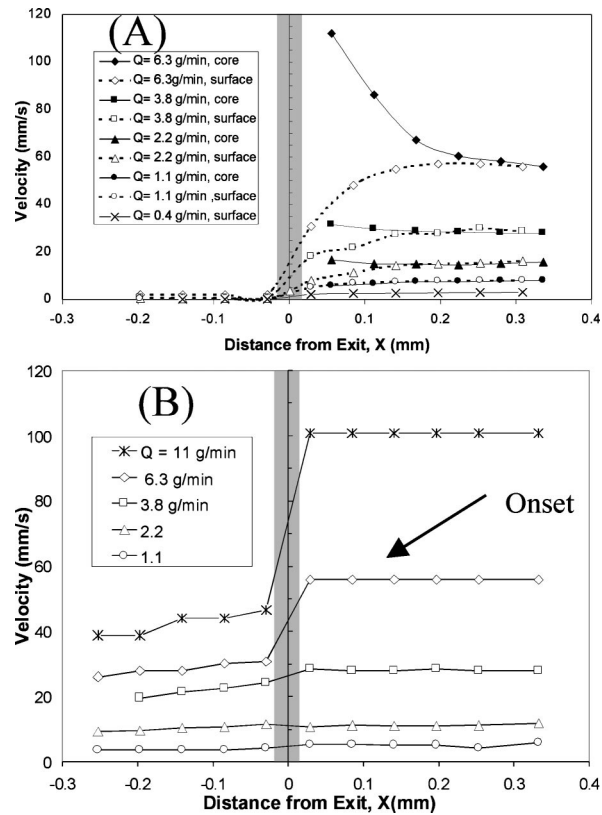 (A)
120
100
80
60
40
20
0
Velocity (mm/s)
Q= 6.3 g/min, core
Q= 6.3g/min, surface
Q= 3.8 g/min, core
Q= 3.8 g/min, surface
Q= 2.2 g/min, core
Q= 2.2 g/min, surface
Q= 1.1 g/min, core
Q= 1.1 g/min ,surface
Q= 0.4 g/min, surface
-0.3 -0.2 -0.1 0 0.1 0.2 0.3 0.4
Distance from Exit, X (mm)
(B)
120
100
80
60
40
20
0
Velocity (mm/s)
Q = 11 g/min
6.3 g/min
3.8 g/min
2.2
1.1
Onset
-0.3 -0.2 -0.1 0 0.1 0.2 0.3 0.4
Distance from Exit, X(mm)